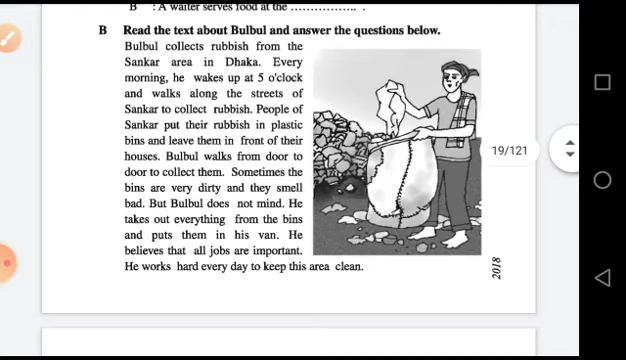 B : A waiter serves food at the ................. .
B Read the text about Bulbul and answer the questions below.
Bulbul collects rubbish from the
Sankar area in Dhaka. Every
morning, he wakes up at 5 o'clock
and walks along the streets of
Sankar to collect rubbish. People of
Sankar put their rubbish in plastic
bins and leave them in front of their
houses. Bulbul walks from door to
door to collect them. Sometimes the
bins are very dirty and they smell
bad. But Bulbul does not mind. He
takes out everything from the bins
and puts them in his van. He
believes that all jobs are important.
He works hard every day to keep this area clean.
19/121
2018